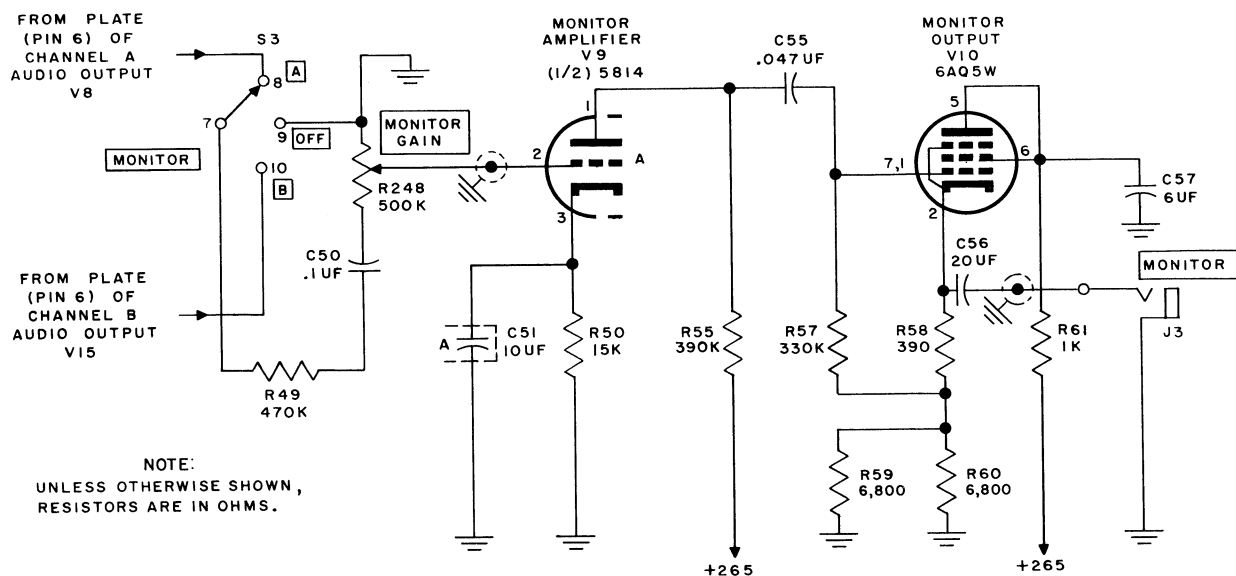 FROM PLATE
(PIN 6) OF
CHANNEL A
AUDIO OUTPUT
V8
S3
A
8
7
9
OFF
10
B
MONITOR
FROM PLATE
(PIN 6) OF
CHANNEL B
AUDIO OUTPUT
V15
R49
470K
C50
.1UF
R248
500K
MONITOR
GAIN
MONITOR
AMPLIFIER
V9
(1/2) 5814
1
2
3
A
A
C51
10UF
R50
15K
R55
390K
+265
C55
.047UF
R57
330K
MONITOR
OUTPUT
V10
6AQ5W
5
6
7,1
2
C57
6UF
C56
20UF
MONITOR
J3
R58
390
R61
1K
R59
6,800
R60
6,800
+265
NOTE:
UNLESS OTHERWISE SHOWN,
RESISTORS ARE IN OHMS.